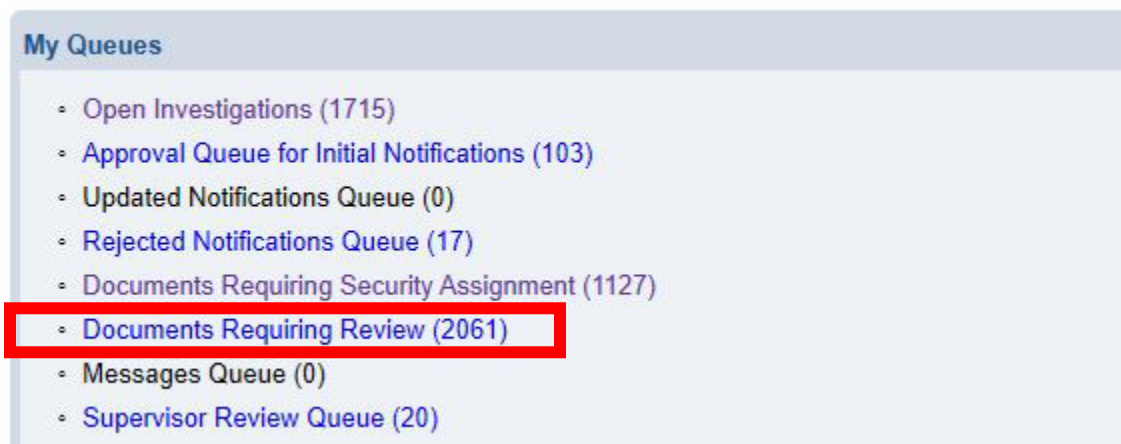 My Queues
Open Investigations (1715)
Approval Queue for Initial Notifications (103)
Updated Notifications Queue (0)
Rejected Notifications Queue (17)
Documents Requiring Security Assignment (1127)
Documents Requiring Review (2061)
Messages Queue (0)
Supervisor Review Queue (20)